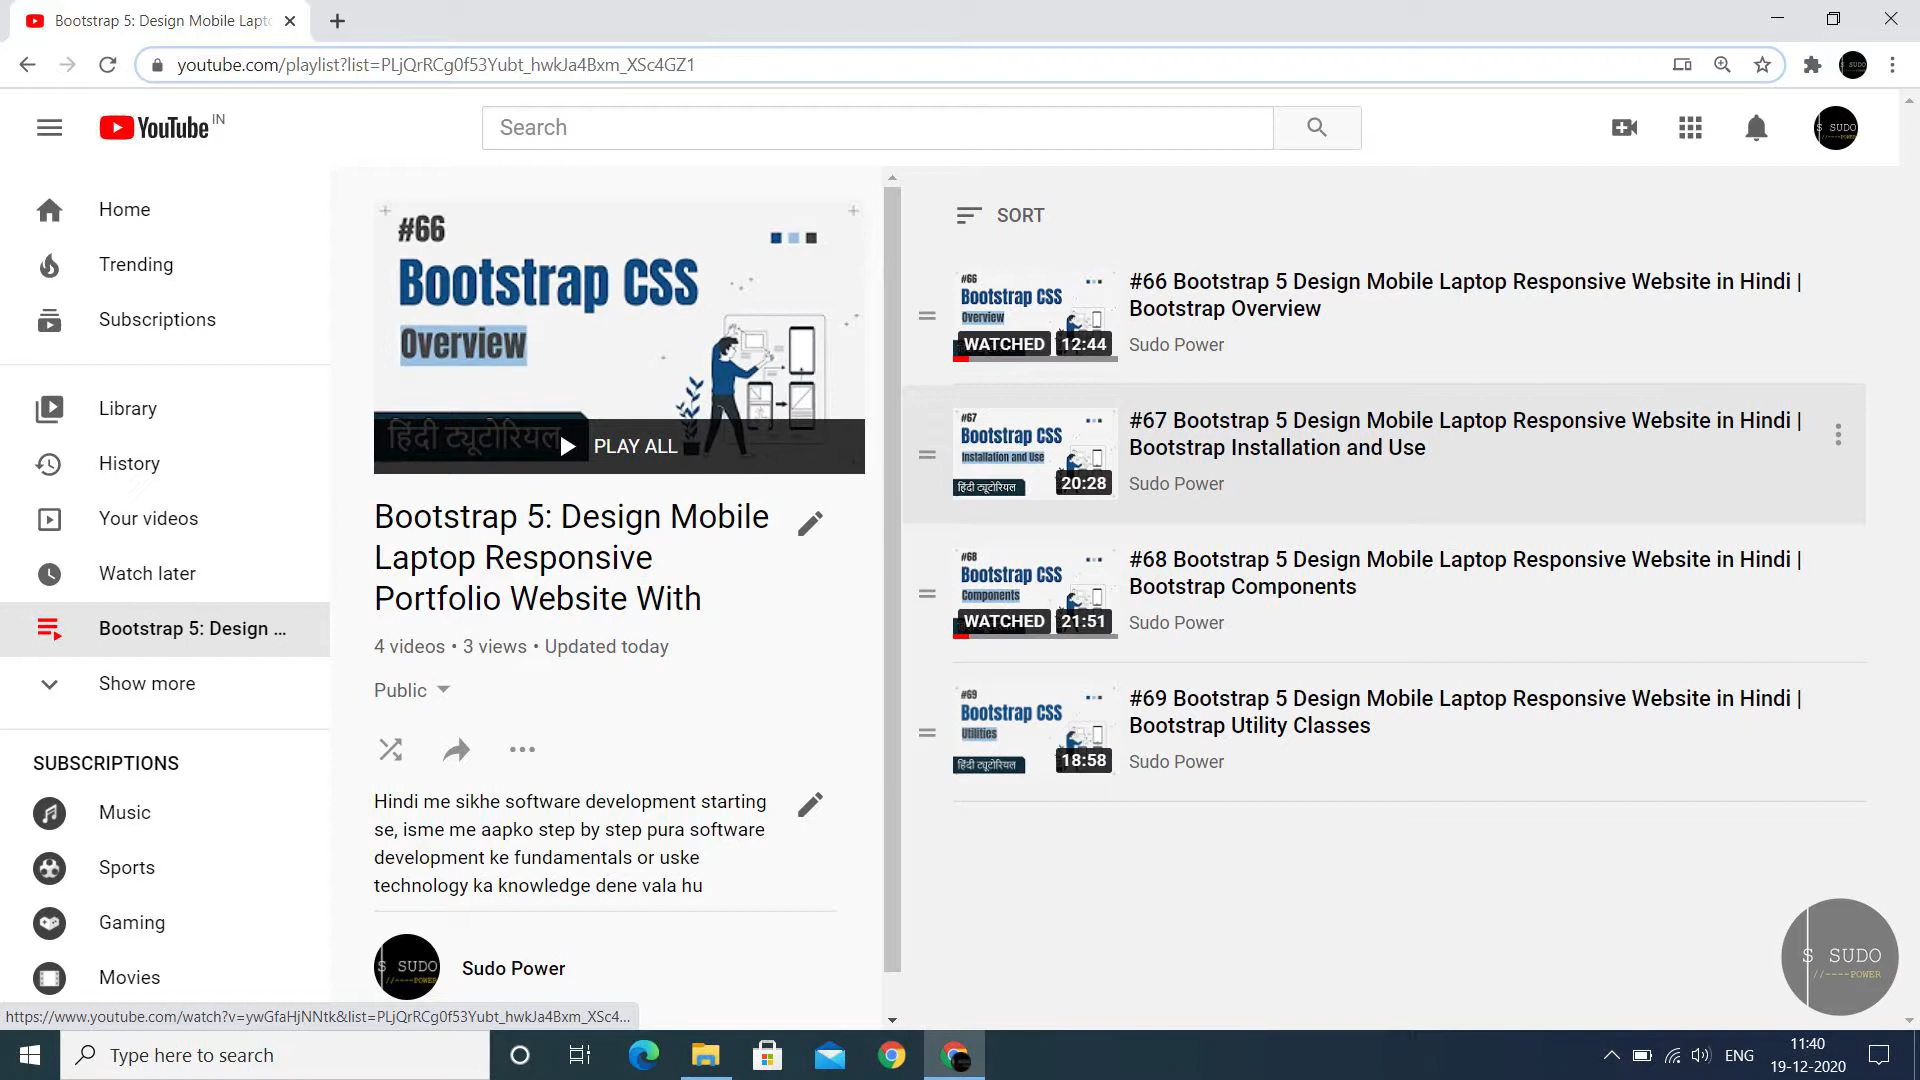 Bootstrap 5: Design Mobile Lapto
youtube.com/playlist?list=PLjQrRCg0f53Yubt_hwkJa4Bxm_XSc4GZ1
YouTube IN
Search
S SUDO
//----POWER
Home
Trending
Subscriptions
Library
History
Your videos
Watch later
Bootstrap 5: Design ...
Show more
SUBSCRIPTIONS
Music
Sports
Gaming
Movies
#66
Bootstrap CSS
Overview
हिंदी ट्यूटोरियल
PLAY ALL
Bootstrap 5: Design Mobile
Laptop Responsive
Portfolio Website With
4 videos • 3 views • Updated today
Public
Hindi me sikhe software development starting
se, isme me aapko step by step pura software
development ke fundamentals or uske
technology ka knowledge dene vala hu
S SUDO
//----POWER
Sudo Power
SORT
#66
Bootstrap CSS
Overview
WATCHED 12:44
#66 Bootstrap 5 Design Mobile Laptop Responsive Website in Hindi |
Bootstrap Overview
Sudo Power
#67
Bootstrap CSS
Installation and Use
हिंदी ट्यूटोरियल
20:28
#67 Bootstrap 5 Design Mobile Laptop Responsive Website in Hindi |
Bootstrap Installation and Use
Sudo Power
#68
Bootstrap CSS
Components
WATCHED 21:51
#68 Bootstrap 5 Design Mobile Laptop Responsive Website in Hindi |
Bootstrap Components
Sudo Power
#69
Bootstrap CSS
Utilities
हिंदी ट्यूटोरियल
18:58
#69 Bootstrap 5 Design Mobile Laptop Responsive Website in Hindi |
Bootstrap Utility Classes
Sudo Power
S SUDO
//----POWER
https://www.youtube.com/watch?v=ywGfaHjNNtk&list=PLjQrRCg0f53Yubt_hwkJa4Bxm_XSc4...
Type here to search
ENG
11:40
19-12-2020